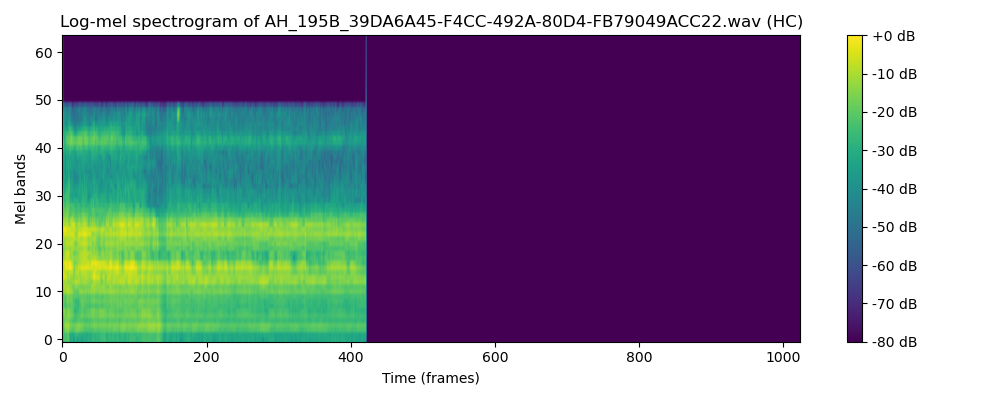 Log-mel spectrogram of AH_195B_39DA6A45-F4CC-492A-80D4-FB79049ACC22.wav (HC)
60
50
40
30
20
10
0
Mel bands
0 200 400 600 800 1000
Time (frames)
+0 dB
-10 dB
-20 dB
-30 dB
-40 dB
-50 dB
-60 dB
-70 dB
-80 dB